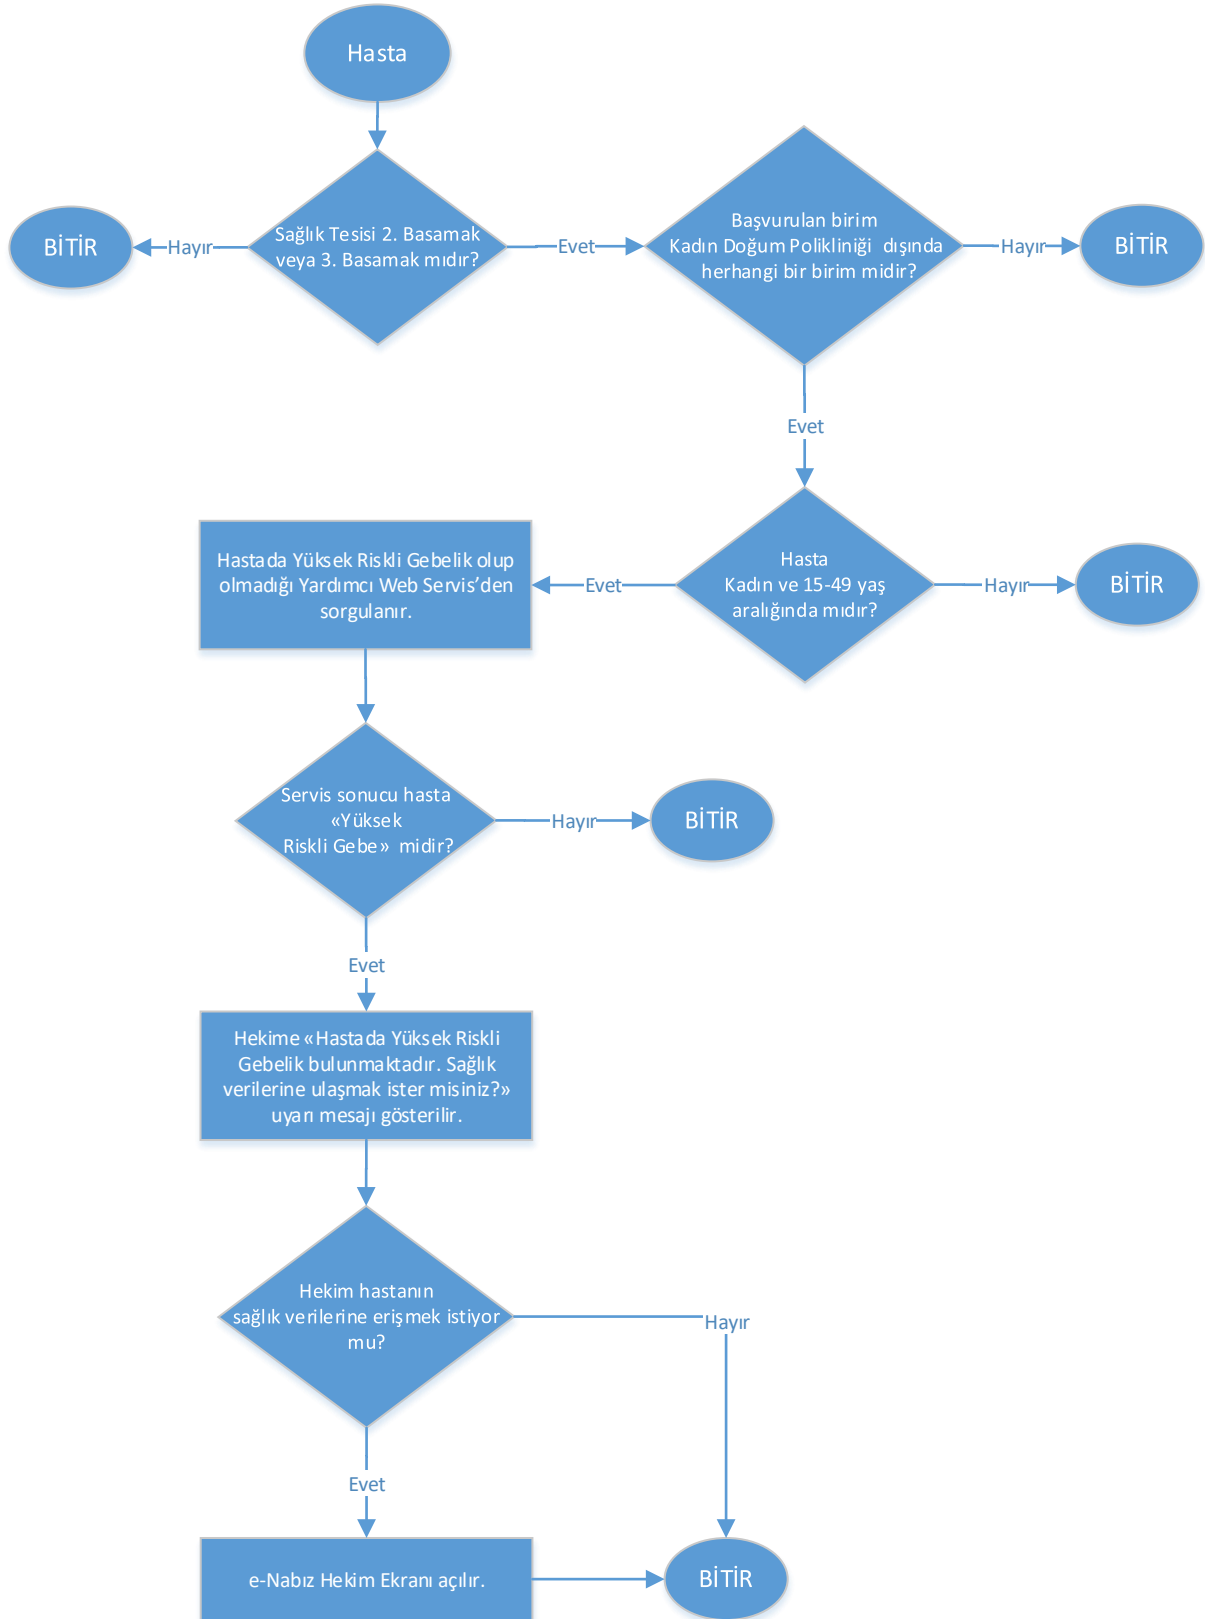 Hasta
Sağlık Tesisi 2. Basamak
veya 3. Basamak mıdır?
Hayır
BİTİR
Evet
Başvurulan birim
Kadın Doğum Polikliniği dışında
herhangi bir birim midir?
Hayır
BİTİR
Evet
Hasta
Kadın ve 15-49 yaş
aralığında mıdır?
Hayır
BİTİR
Evet
Hastada Yüksek Riskli Gebelik olup
olmadığı Yardımcı Web Servis’den
sorgulanır.
Servis sonucu hasta
«Yüksek
Riskli Gebe» midir?
Hayır
BİTİR
Evet
Hekime «Hastada Yüksek Riskli
Gebelik bulunmaktadır. Sağlık
verilerine ulaşmak ister misiniz?»
uyarı mesajı gösterilir.
Hekim hastanın
sağlık verilerine erişmek istiyor
mu?
Hayır
Evet
e-Nabız Hekim Ekranı açılır.
BİTİR